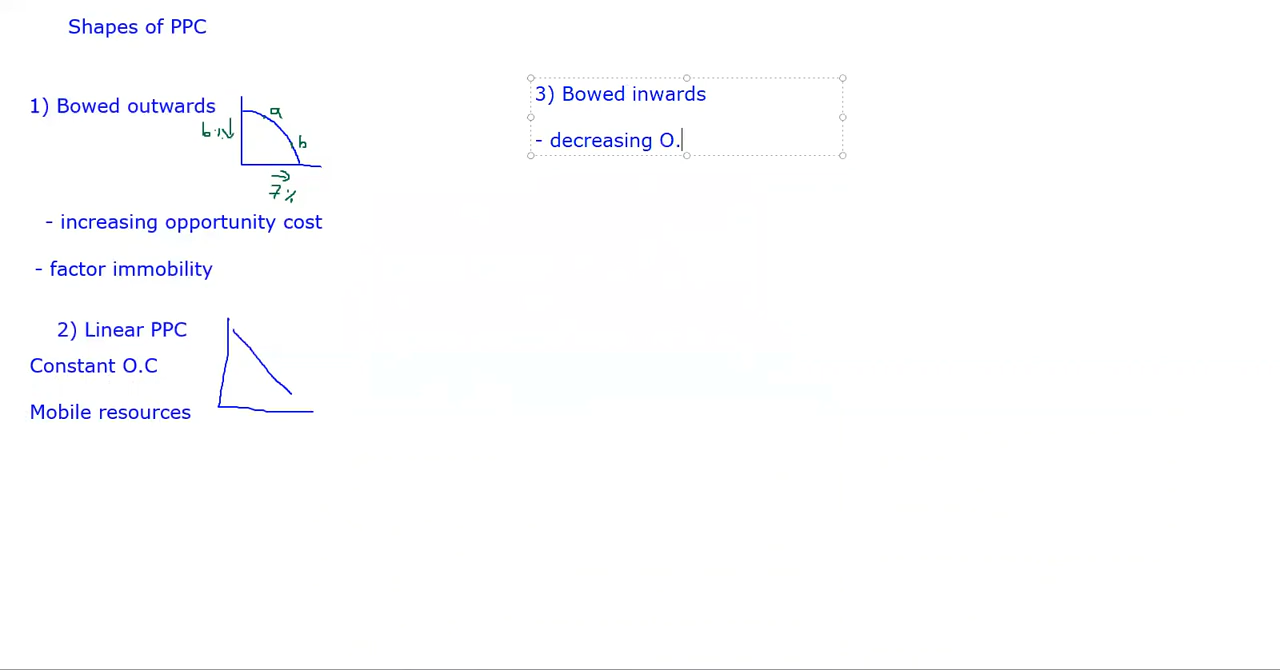 Shapes of PPC
1) Bowed outwards
a
b
7%
- increasing opportunity cost
- factor immobility
2) Linear PPC
Constant O.C
Mobile resources
3) Bowed inwards
- decreasing O.